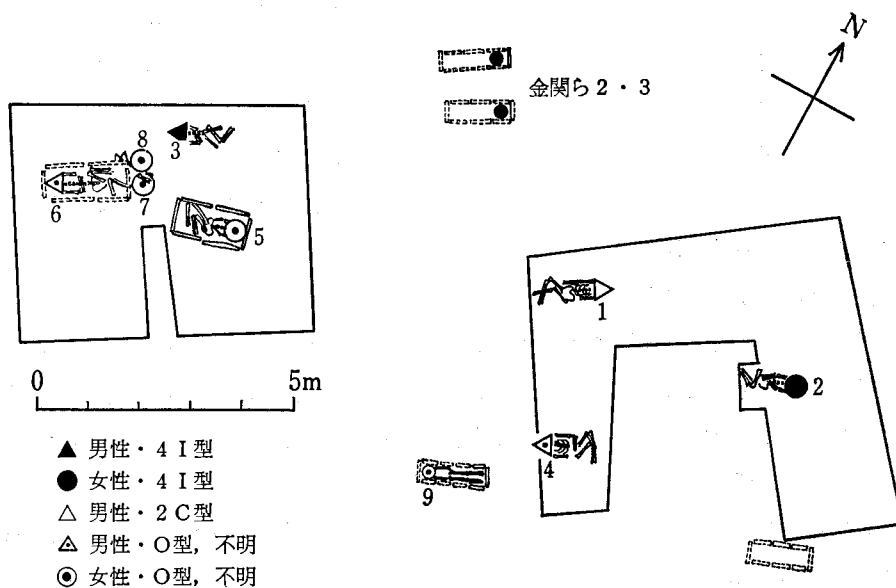 N
金関ら2・3
8
3
6
7
5
1
2
4
9
0 5m
▲ 男性・4I型
● 女性・4I型
△ 男性・2C型
◬ 男性・O型,不明
◉ 女性・O型,不明